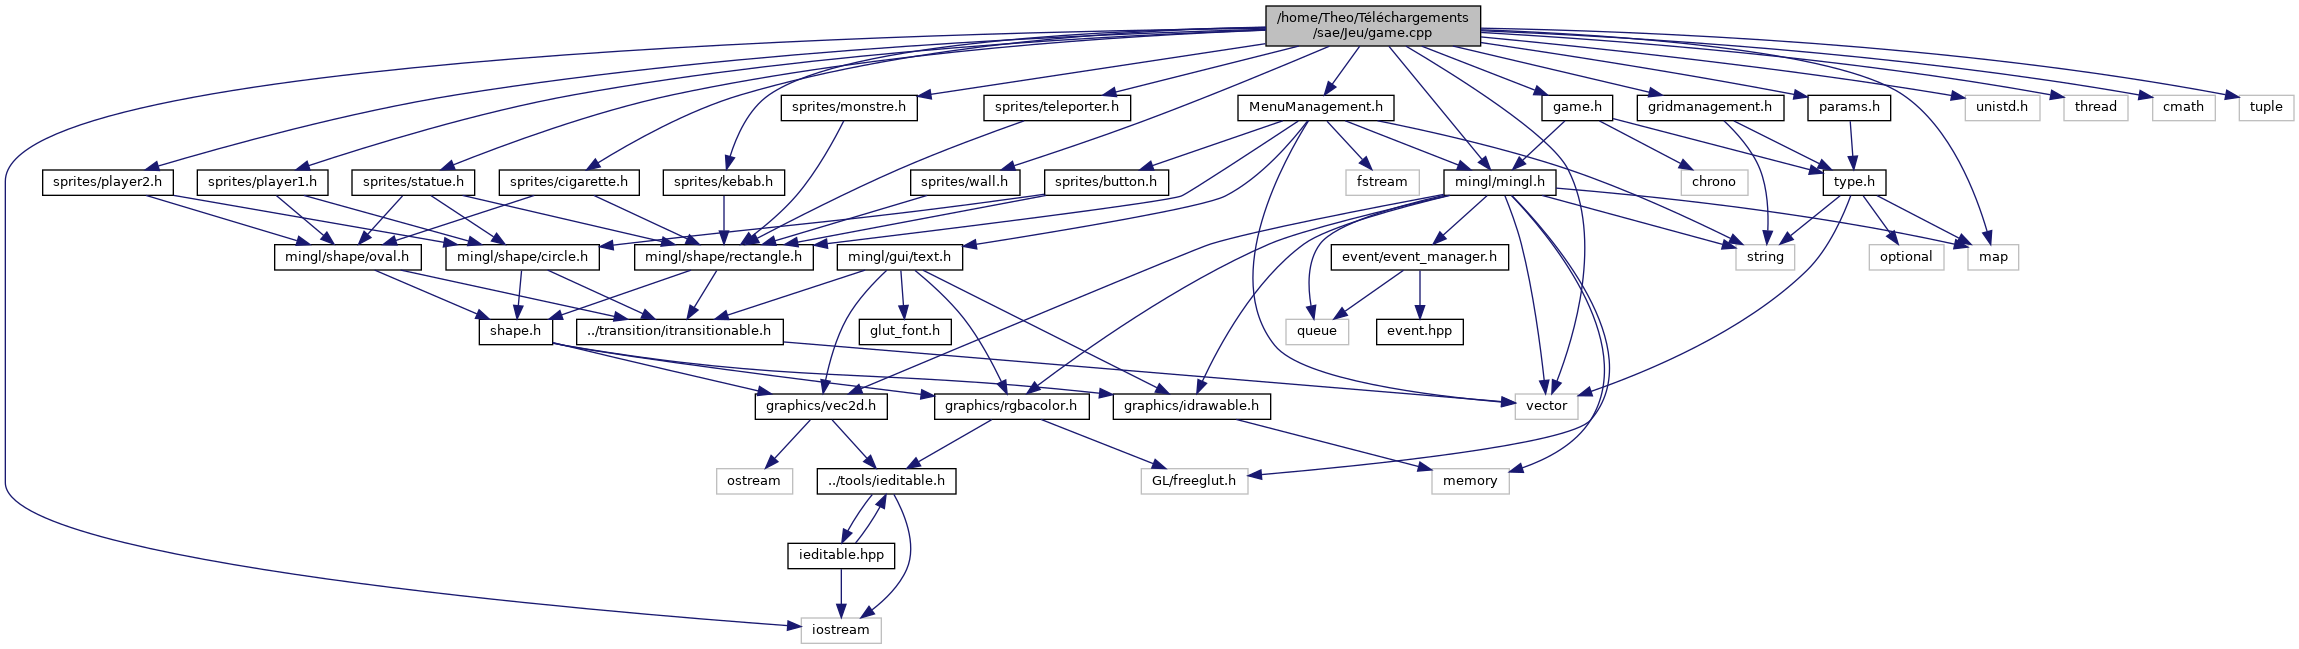 /home/Theo/Téléchargements
/sae/Jeu/game.cpp
sprites/monstre.h
sprites/teleporter.h
MenuManagement.h
game.h
gridmanagement.h
params.h
unistd.h
thread
cmath
tuple
sprites/player2.h
sprites/player1.h
sprites/statue.h
sprites/cigarette.h
sprites/kebab.h
sprites/wall.h
sprites/button.h
fstream
mingl/mingl.h
chrono
type.h
mingl/shape/oval.h
mingl/shape/circle.h
mingl/shape/rectangle.h
mingl/gui/text.h
event/event_manager.h
string
optional
map
shape.h
../transition/itransitionable.h
glut_font.h
queue
event.hpp
graphics/vec2d.h
graphics/rgbacolor.h
graphics/idrawable.h
vector
ostream
../tools/ieditable.h
GL/freeglut.h
memory
ieditable.hpp
iostream